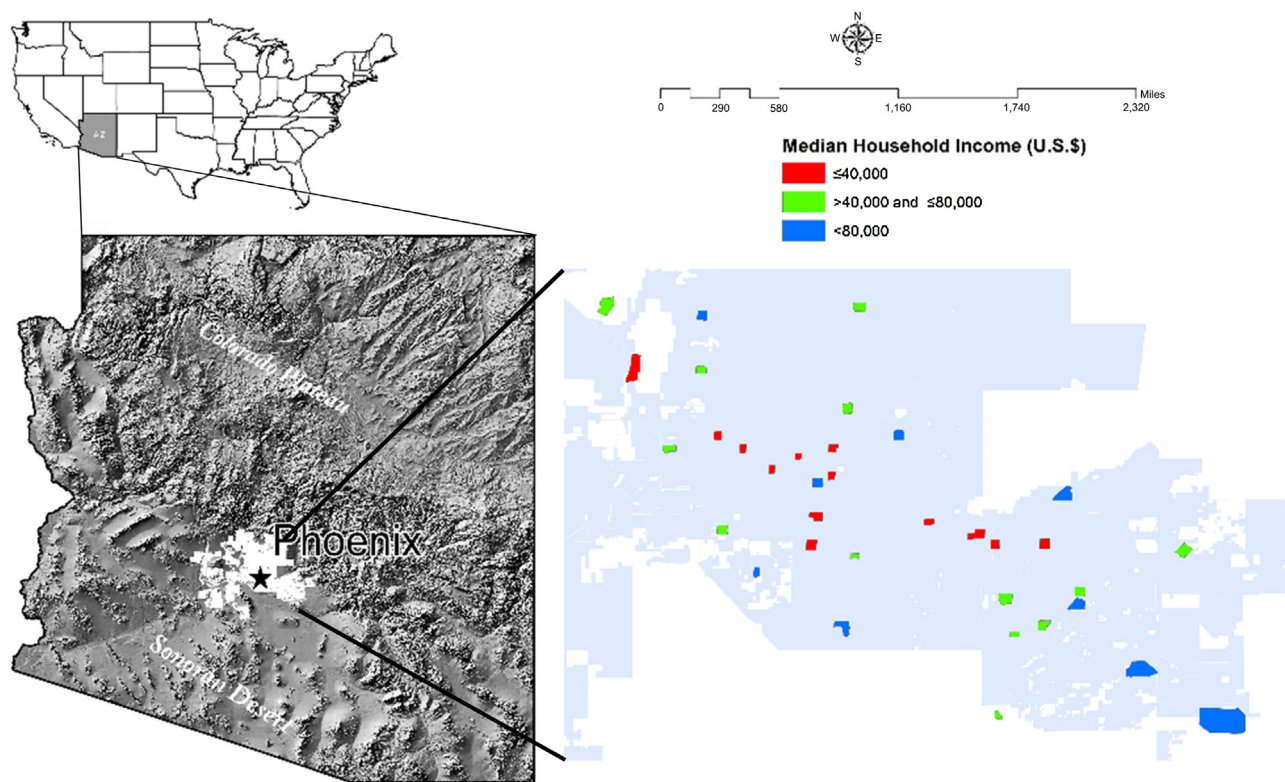 N
W E
S
0 290 580 1,160 1,740 2,320 Miles
AZ
Median Household Income (U.S.$)
≤40,000
>40,000 and ≤80,000
<80,000
Colorado Plateau
Phoenix
Sonoran Desert